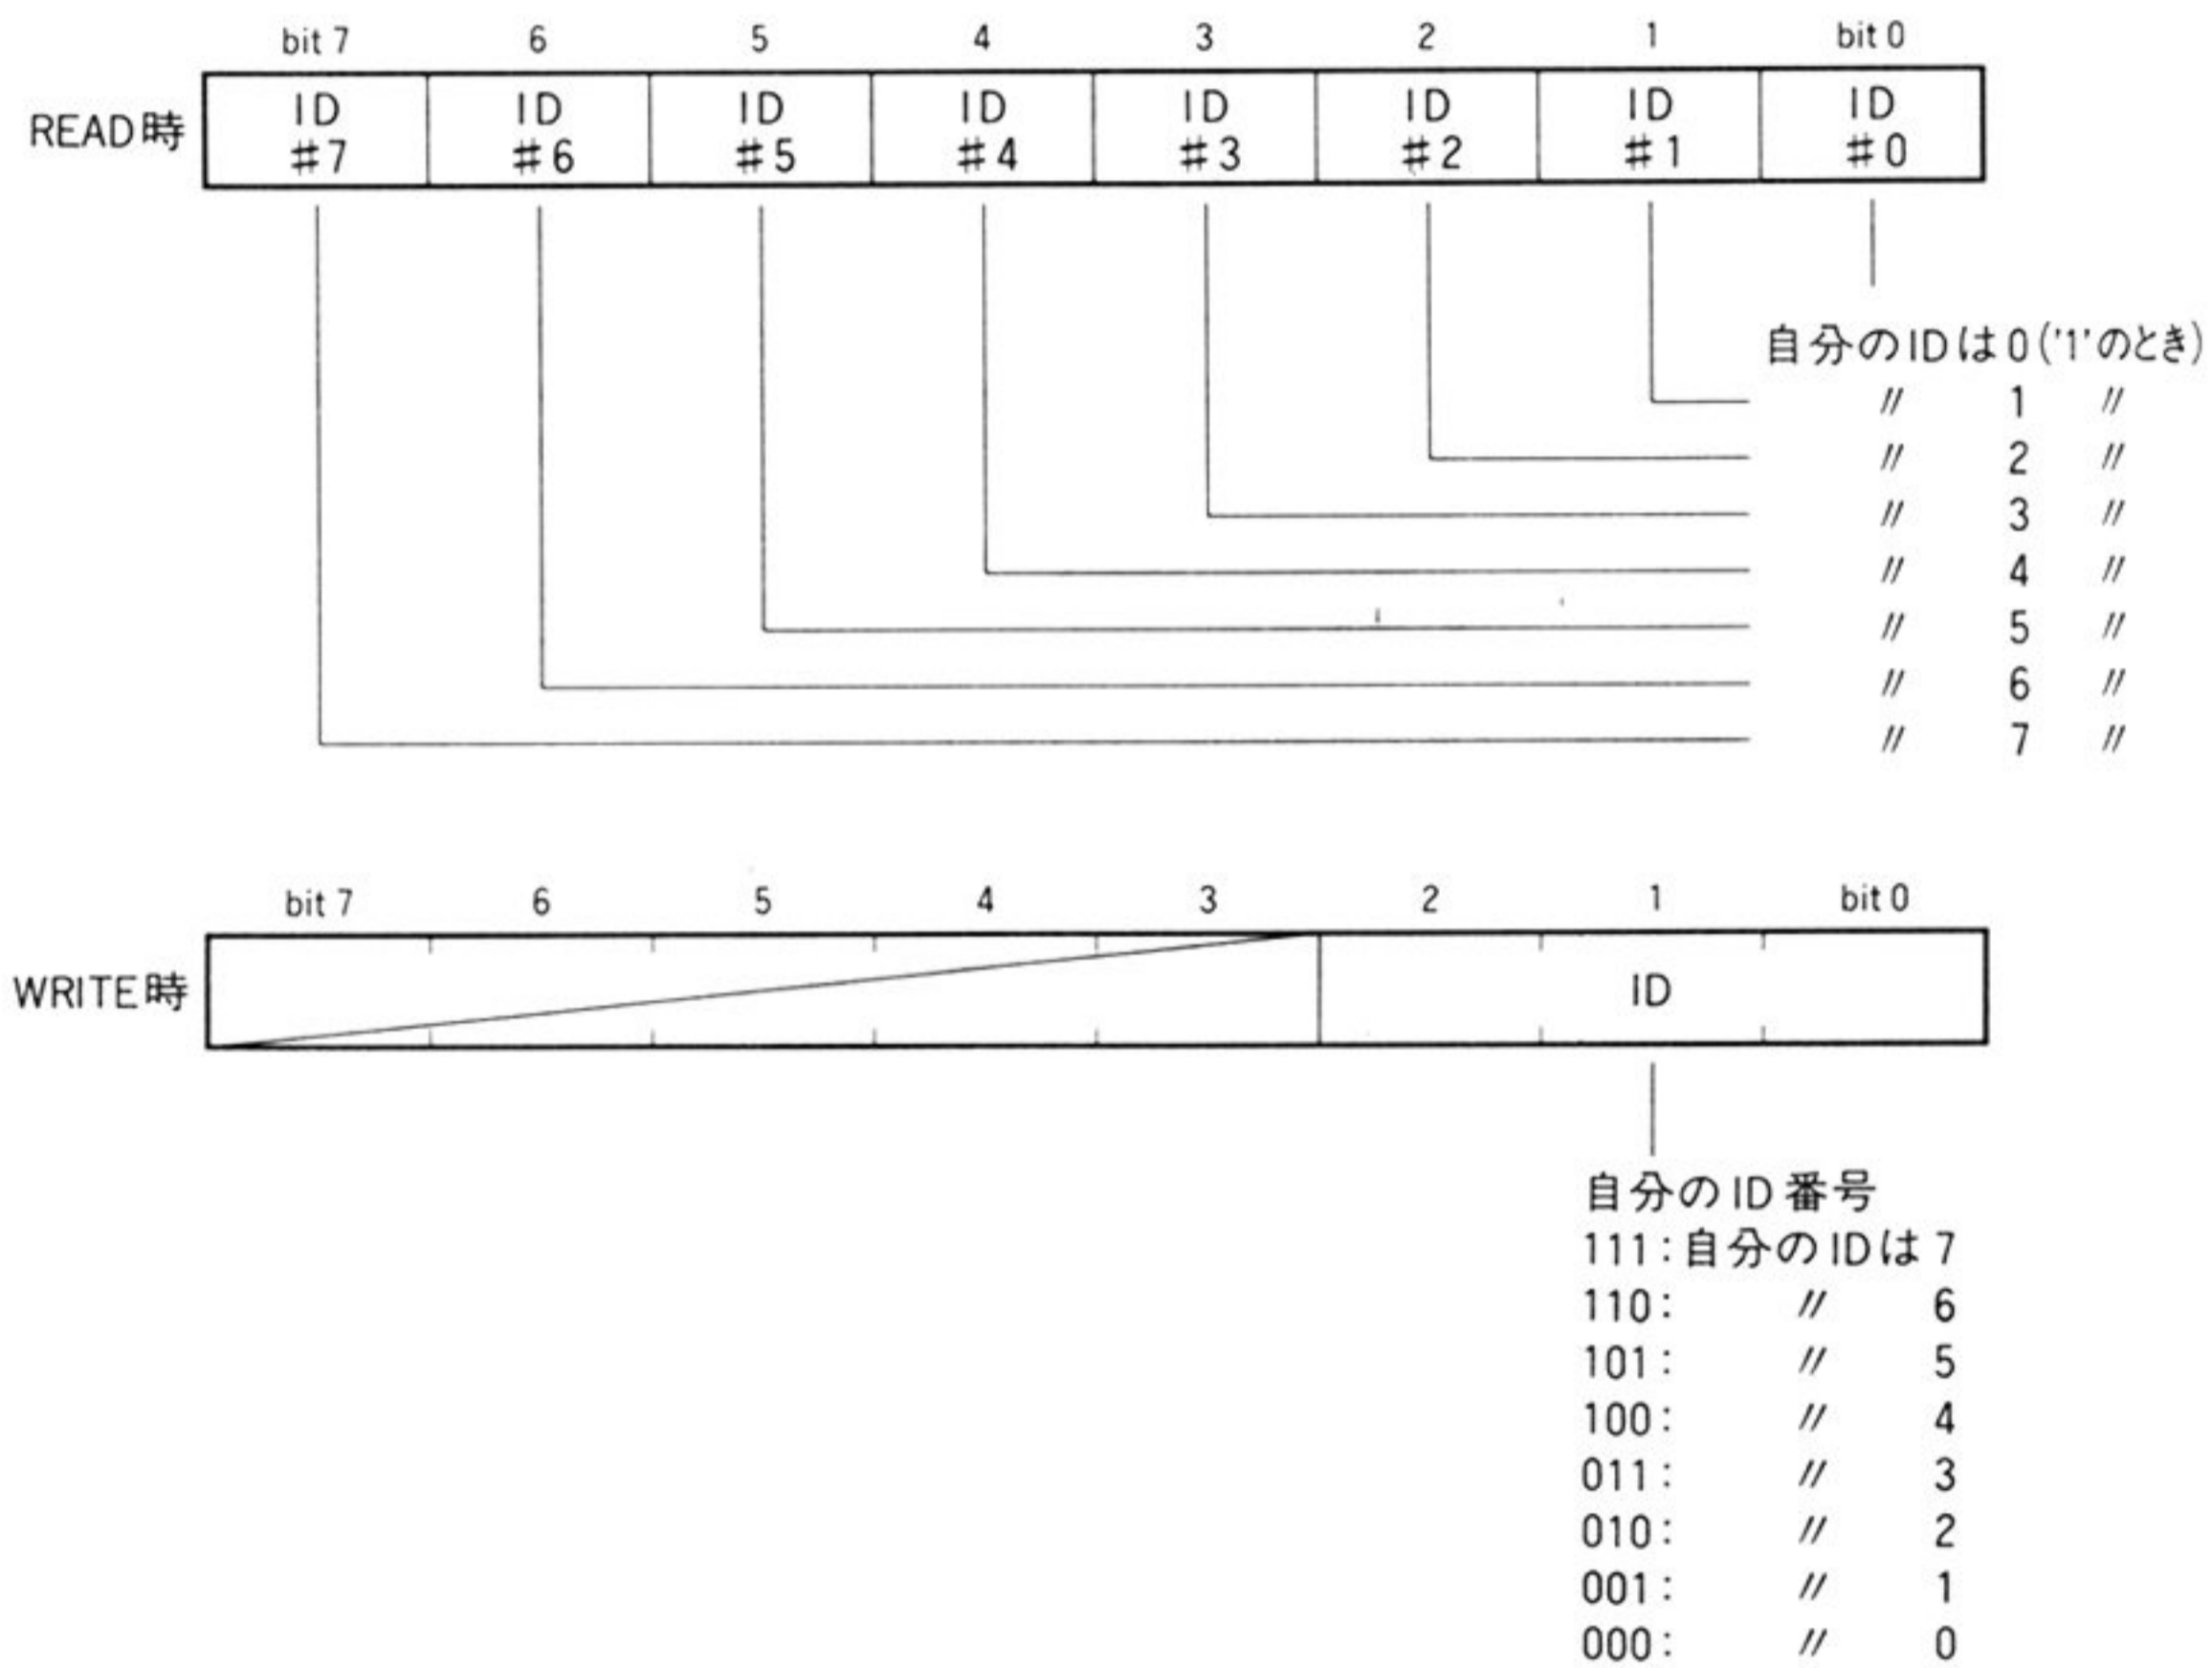 bit 7 6 5 4 3 2 1 bit 0
READ時 ID #7 ID #6 ID #5 ID #4 ID #3 ID #2 ID #1 ID #0
自分のIDは0('1'のとき)
〃 1 〃
〃 2 〃
〃 3 〃
〃 4 〃
〃 5 〃
〃 6 〃
〃 7 〃
bit 7 6 5 4 3 2 1 bit 0
WRITE時 ID
自分のID番号
111:自分のIDは7
110: 〃 6
101: 〃 5
100: 〃 4
011: 〃 3
010: 〃 2
001: 〃 1
000: 〃 0